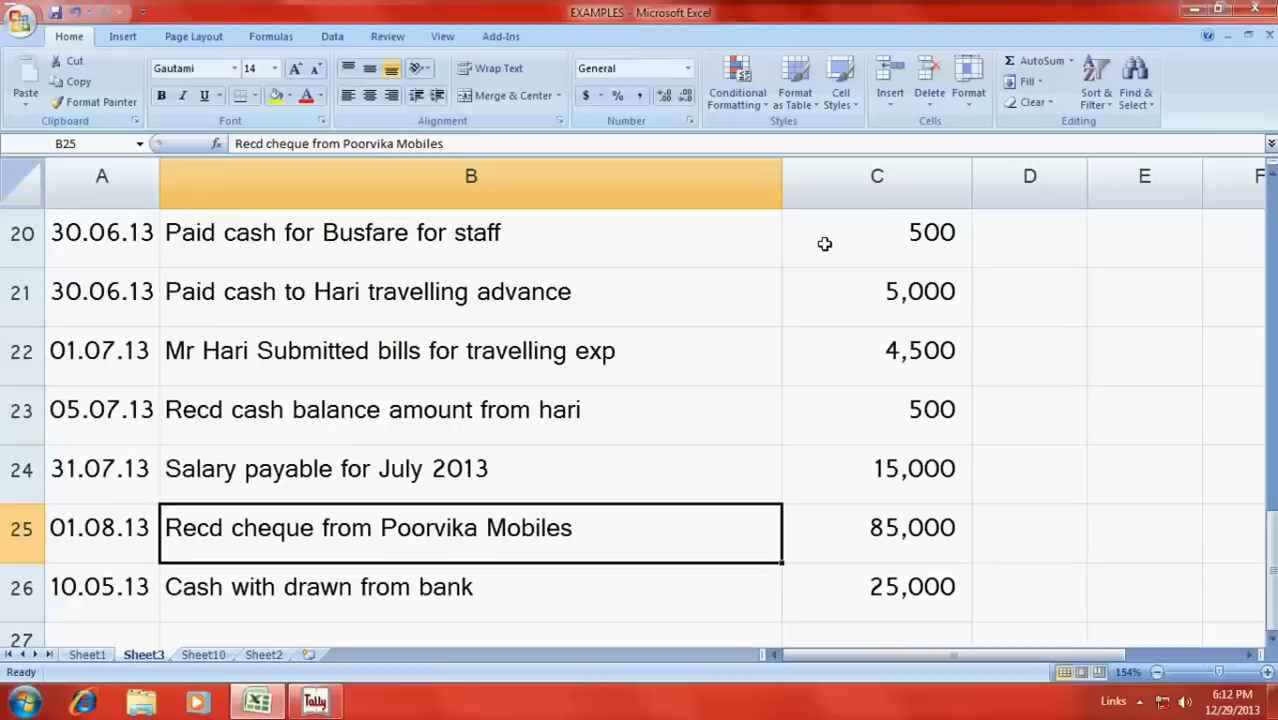 EXAMPLES - Microsoft Excel
Home Insert Page Layout Formulas Data Review View Add-Ins
Paste Cut Copy Format Painter Clipboard
Gautami 14 A A B I U A Font
Wrap Text Merge & Center Alignment
General $ % , Number
Conditional Formatting Format as Table Cell Styles Styles
Insert Delete Format Cells
Σ AutoSum Fill Clear Sort & Filter Find & Select Editing
B25 fx Recd cheque from Poorvika Mobiles
A B C D E F
20 30.06.13 Paid cash for Busfare for staff 500
21 30.06.13 Paid cash to Hari travelling advance 5,000
22 01.07.13 Mr Hari Submitted bills for travelling exp 4,500
23 05.07.13 Recd cash balance amount from hari 500
24 31.07.13 Salary payable for July 2013 15,000
25 01.08.13 Recd cheque from Poorvika Mobiles 85,000
26 10.05.13 Cash with drawn from bank 25,000
27
Sheet1 Sheet3 Sheet10 Sheet2
Ready 154%
Tally Links 6:12 PM
12/29/2013